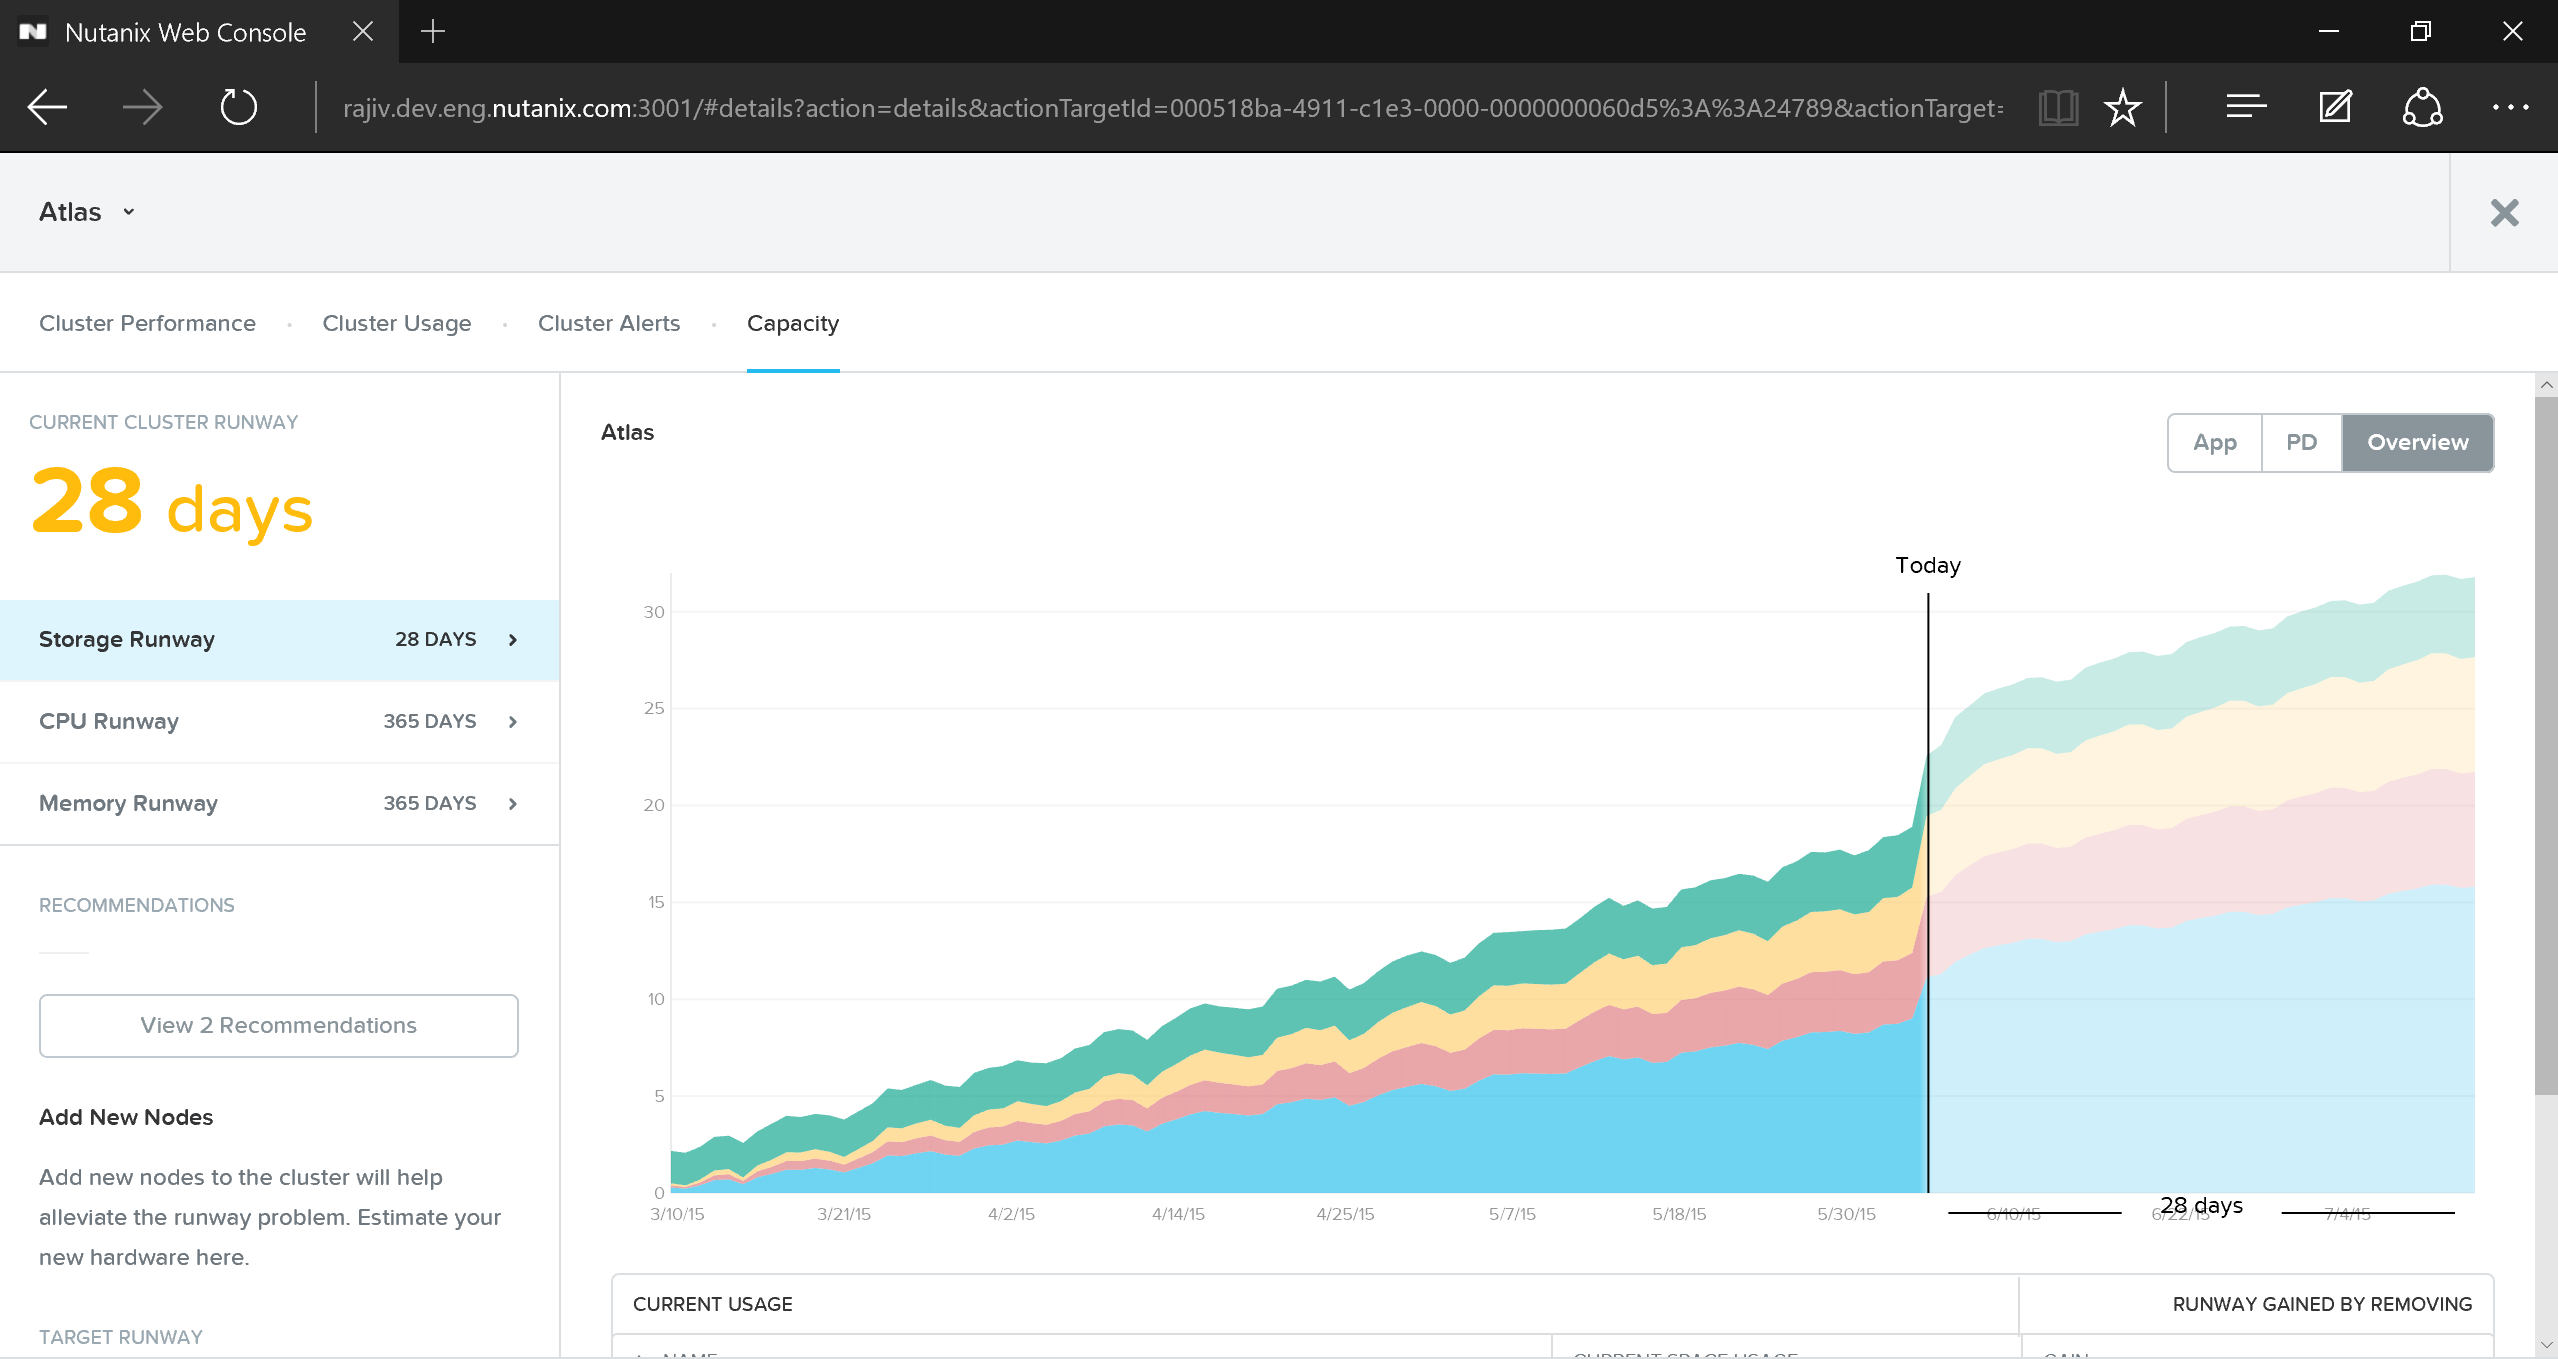 Nutanix Web Console
rajiv.dev.eng.nutanix.com:3001/#details?action=details&actionTargetId=000518ba-4911-c1e3-0000-0000000060d5%3A%3A24789&actionTarget=
Atlas
Cluster Performance · Cluster Usage · Cluster Alerts · Capacity
CURRENT CLUSTER RUNWAY
28 days
Storage Runway 28 DAYS
CPU Runway 365 DAYS
Memory Runway 365 DAYS
RECOMMENDATIONS
View 2 Recommendations
Add New Nodes
Add new nodes to the cluster will help
alleviate the runway problem. Estimate your
new hardware here.
TARGET RUNWAY
Atlas
App PD Overview
Today
30
25
20
15
10
5
0
3/10/15 3/21/15 4/2/15 4/14/15 4/25/15 5/7/15 5/18/15 5/30/15 6/10/15 6/22/15 7/4/15
28 days
CURRENT USAGE RUNWAY GAINED BY REMOVING
NAME CURRENT SPACE USAGE GAIN